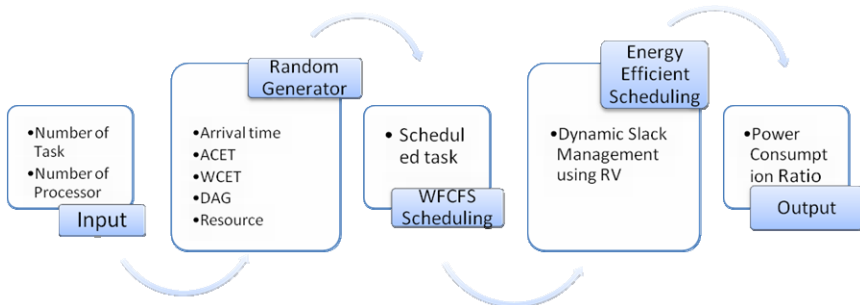 •Number of
Task
•Number of
Processor
Input
Random
Generator
•Arrival time
•ACET
•WCET
•DAG
•Resource
• Schedul
ed task
WFCFS
Scheduling
Energy
Efficient
Scheduling
•Dynamic Slack
Management
using RV
•Power
Consumpt
ion Ratio
Output